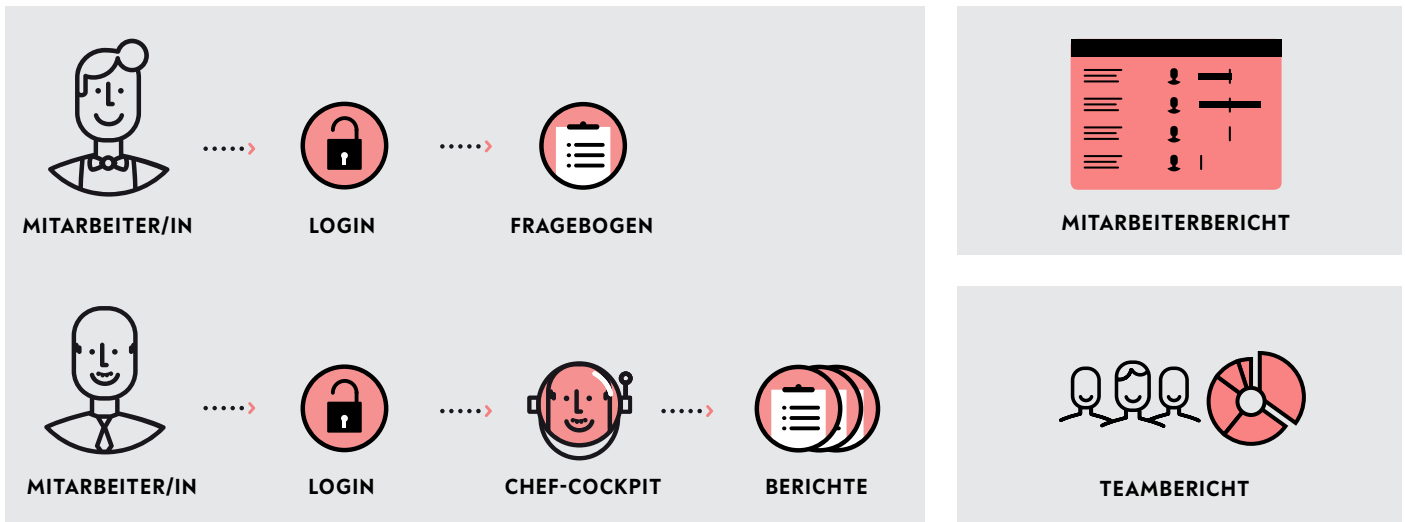 MITARBEITER/IN
LOGIN
FRAGEBOGEN
MITARBEITER/IN
LOGIN
CHEF-COCKPIT
BERICHTE
MITARBEITERBERICHT
TEAMBERICHT